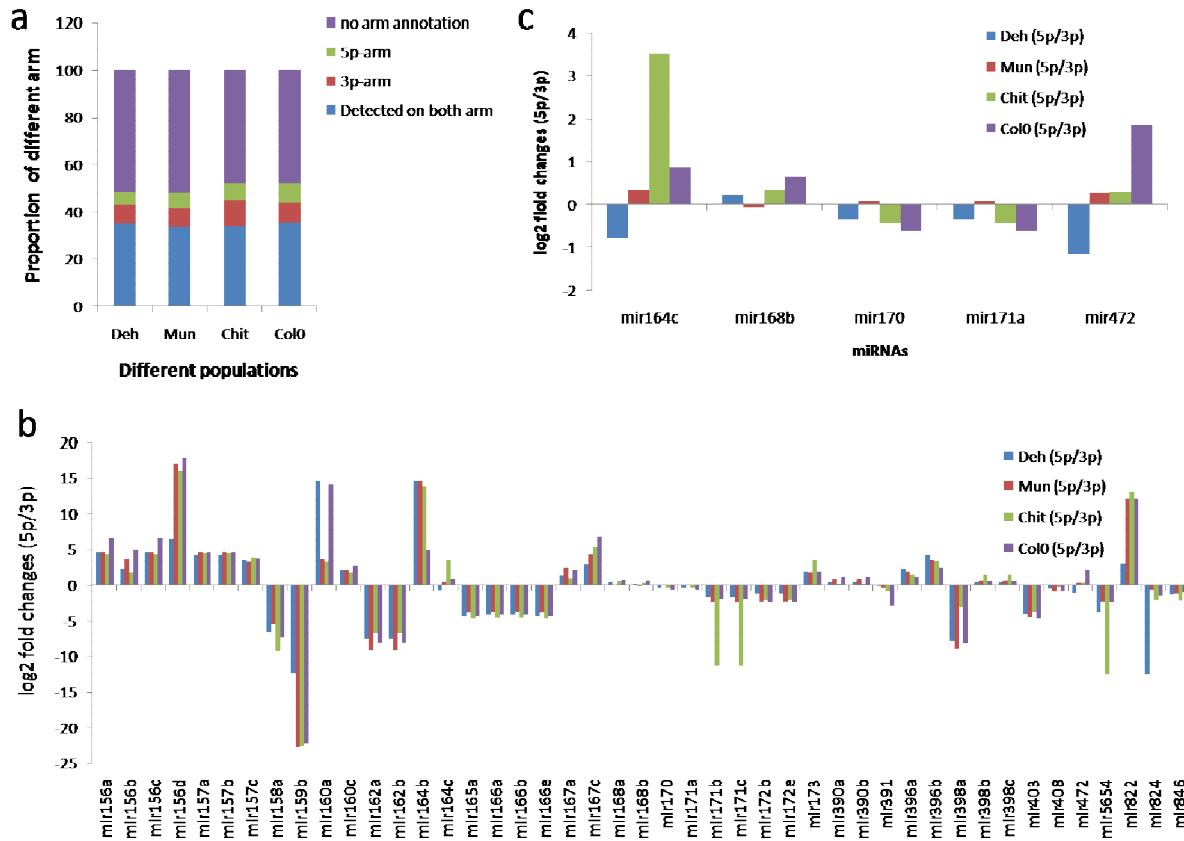 a
120
100
80
60
40
20
0
Proportion of different arm
Deh Mun Chit Col0
Different populations
no arm annotation
5p-arm
3p-arm
Detected on both arm
c
4
3
2
1
0
-1
-2
log2 flold changes (5p/3p)
Deh (5p/3p)
Mun (5p/3p)
Chit (5p/3p)
Col0 (5p/3p)
mir164c mir168b mir170 mir171a mir472
miRNAs
b
20
15
10
5
0
-5
-10
-15
-20
-25
log2 fold changes (5p/3p)
Deh (5p/3p)
Mun (5p/3p)
Chit (5p/3p)
Col0 (5p/3p)
mir156a
mir156b
mir156c
mir156d
mir157a
mir157b
mir157c
mir158a
mir159b
mir160a
mir160c
mir162a
mir162b
mir164b
mir164c
mir165a
mir166b
mir166e
mir167a
mir167c
mir168a
mir168b
mir170
mir171a
mir171b
mir171c
mir172b
mir172e
mir173
mir390a
mir390b
mir391
mir396a
mir396b
mir398a
mir398b
mir398c
mir403
mir408
mir472
mir5654
mir822
mir824
mir846